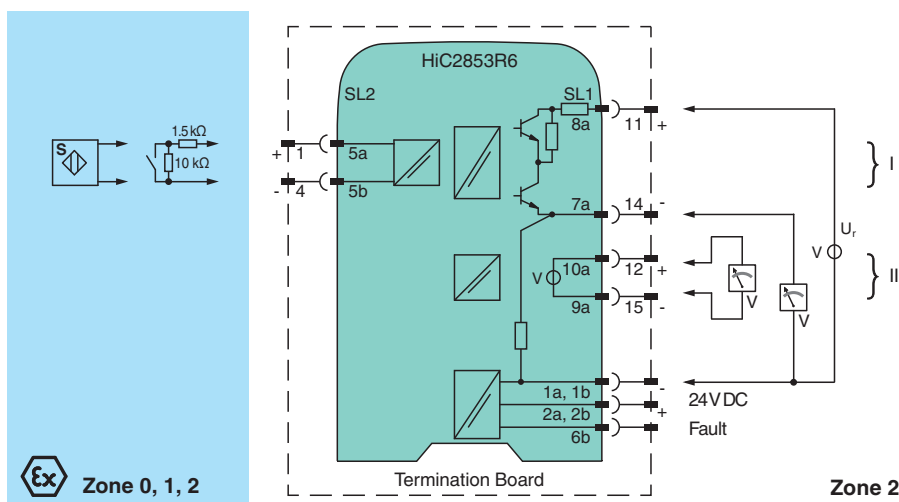 HiC2853R6
SL2
SL1
8a
11
+
S
1.5 kΩ
10 kΩ
+
1
5a
-
4
5b
I
7a
14
-
Ur
V
V
10a
12
+
II
9a
15
-
V
V
1a, 1b
-
24 V DC
2a, 2b
+
6b
Fault
Ex
Zone 0, 1, 2
Termination Board
Zone 2